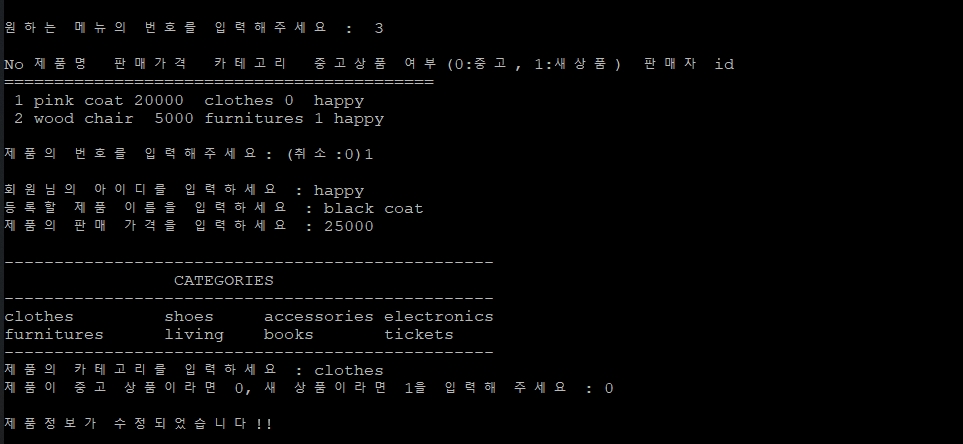 원하는 메뉴의 번호를 입력해주세요 : 3
No 제품명 판매가격 카테고리 중고상품 여부(0:중고, 1:새상품) 판매자 id
===========================================
1 pink coat 20000 clothes 0 happy
2 wood chair 5000 furnitures 1 happy
제품의 번호를 입력해주세요: (취소:0)1
회원님의 아이디를 입력하세요 : happy
등록할 제품 이름을 입력하세요 : black coat
제품의 판매 가격을 입력하세요 : 25000
-------------------------------------------------
CATEGORIES
-------------------------------------------------
clothes shoes accessories electronics
furnitures living books tickets
-------------------------------------------------
제품의 카테고리를 입력하세요 : clothes
제품이 중고 상품이라면 0, 새 상품이라면 1을 입력해 주세요 : 0
제품정보가 수정되었습니다!!